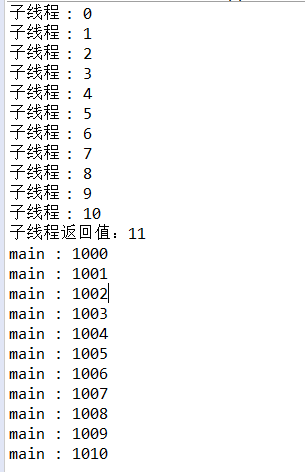 子线程 : 0
子线程 : 1
子线程 : 2
子线程 : 3
子线程 : 4
子线程 : 5
子线程 : 6
子线程 : 7
子线程 : 8
子线程 : 9
子线程 : 10
子线程返回值：11
main : 1000
main : 1001
main : 1002
main : 1003
main : 1004
main : 1005
main : 1006
main : 1007
main : 1008
main : 1009
main : 1010